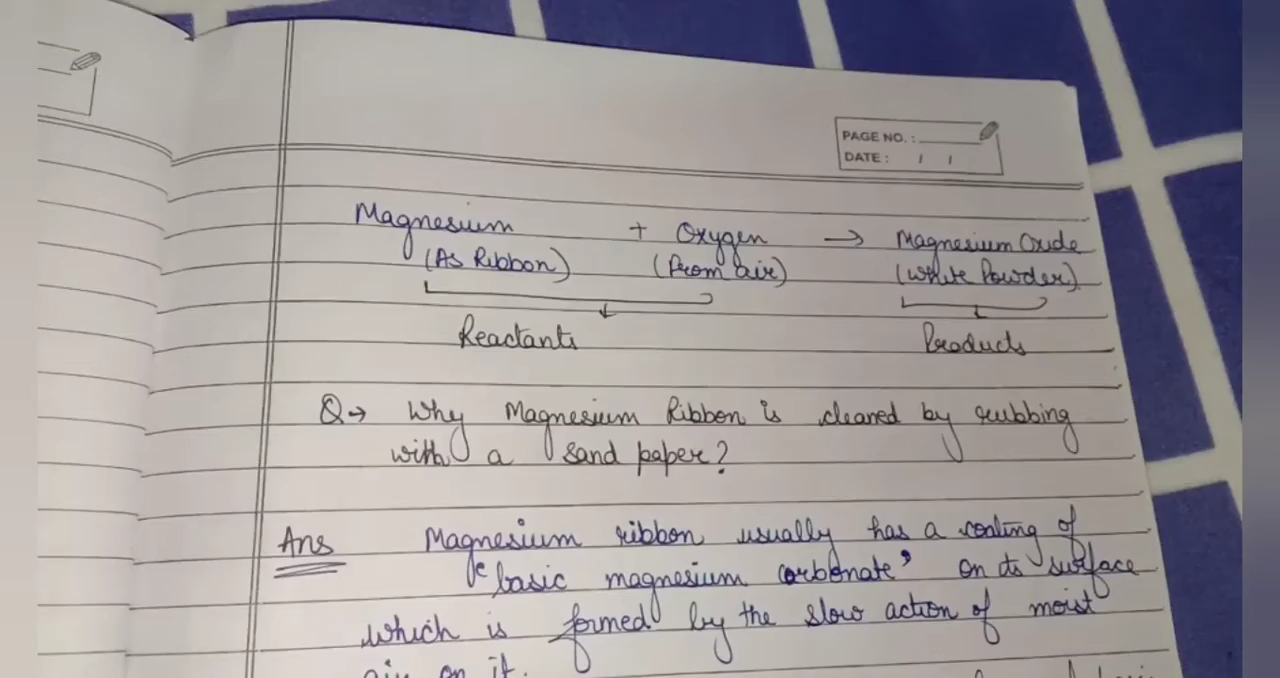 PAGE NO. :
DATE : / /
Magnesium + Oxygen → Magnesium Oxide
(As Ribbon) (From air) (White Powder)
Reactants Products
Q→ Why Magnesium Ribbon is cleaned by rubbing
with a sand paper?
Ans Magnesium ribbon usually has a coating of
‘basic magnesium carbonate’ on its surface
which is formed by the slow action of moist
air on it.